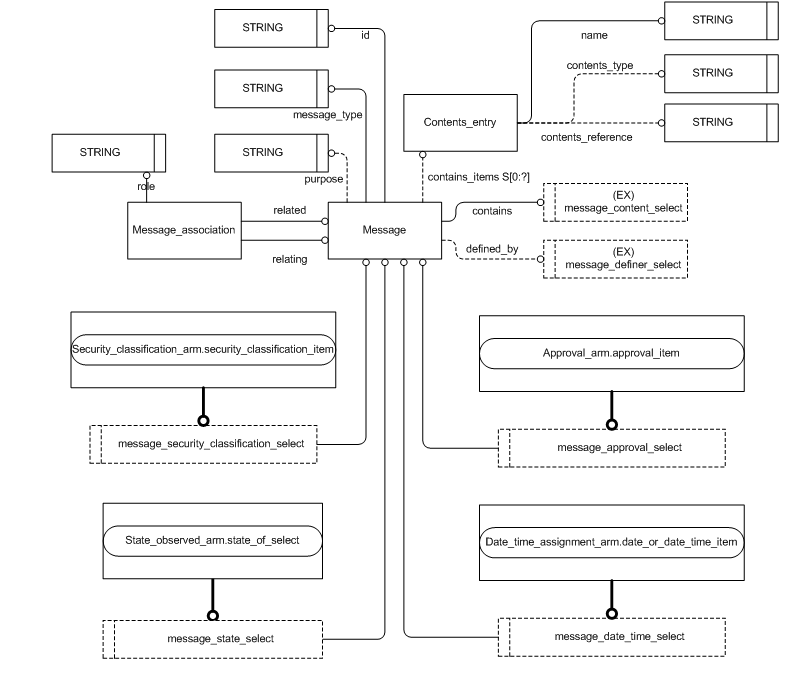 STRING
id
STRING
name
STRING
message_type
contents_type
STRING
Contents_entry
contents_reference
STRING
STRING
role
STRING
purpose
contains_items S[0:?]
Message_association
related
relating
Message
contains
(EX)
message_content_select
defined_by
(EX)
message_definer_select
Security_classification_arm.security_classification_item
Approval_arm.approval_item
message_security_classification_select
message_approval_select
State_observed_arm.state_of_select
Date_time_assignment_arm.date_or_date_time_item
message_state_select
message_date_time_select